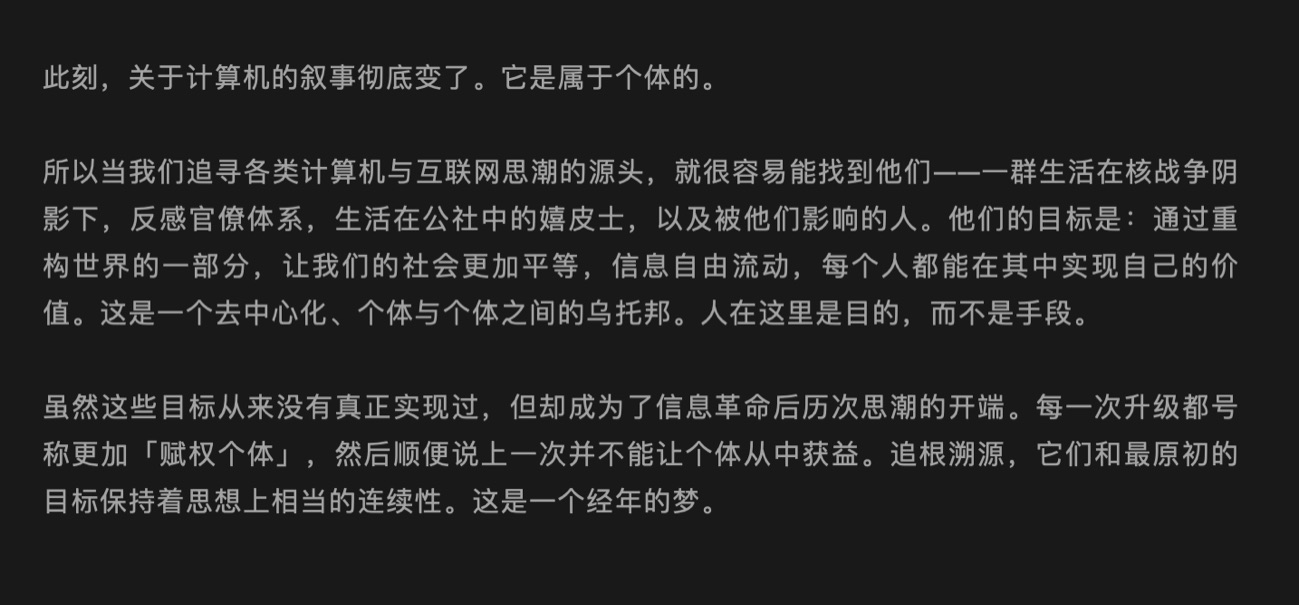 此刻，关于计算机的叙事彻底变了。它是属于个体的。
所以当我们追寻各类计算机与互联网思潮的源头，就很容易能找到他们——一群生活在核战争阴
影下，反感官僚体系，生活在公社中的嬉皮士，以及被他们影响的人。他们的目标是：通过重
构世界的一部分，让我们的社会更加平等，信息自由流动，每个人都能在其中实现自己的价
值。这是一个去中心化、个体与个体之间的乌托邦。人在这里是目的，而不是手段。
虽然这些目标从来没有真正实现过，但却成为了信息革命后历次思潮的开端。每一次升级都号
称更加「赋权个体」，然后顺便说上一次并不能让个体从中获益。追根溯源，它们和最原初的
目标保持着思想上相当的连续性。这是一个经年的梦。